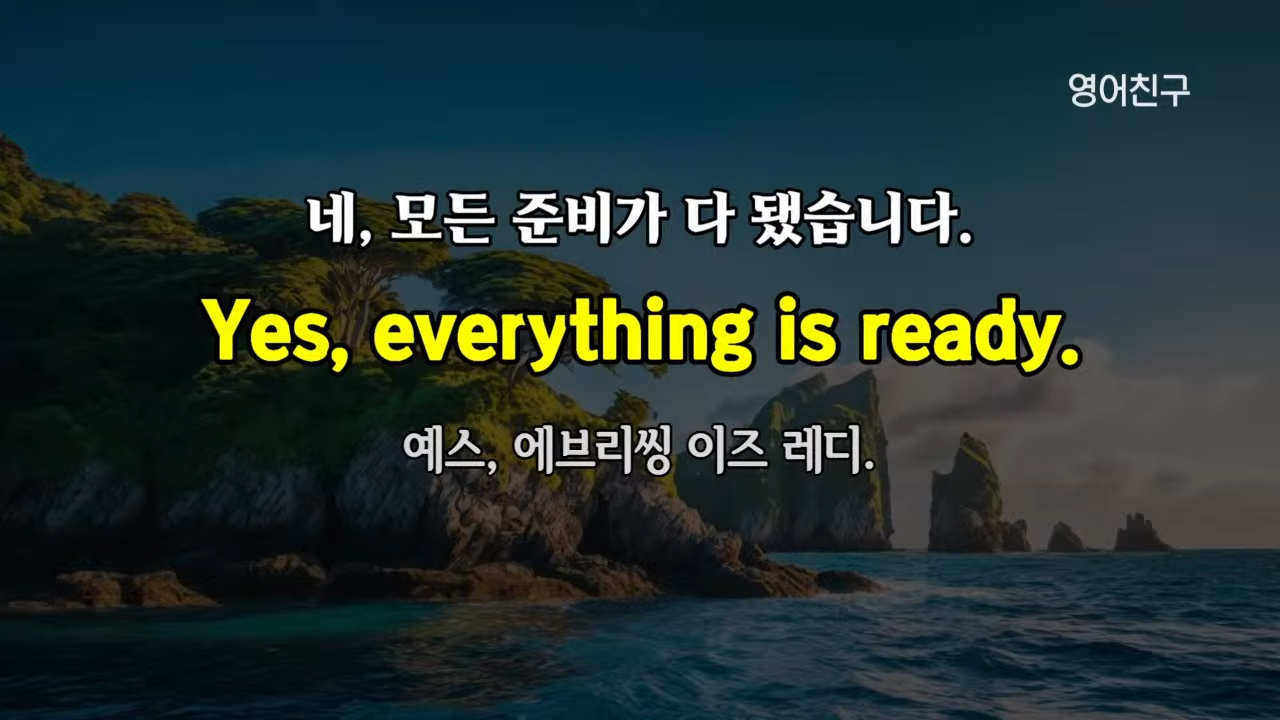 영어친구
네, 모든 준비가 다 됐습니다.
Yes, everything is ready.
예스, 에브리씽 이즈 레디.